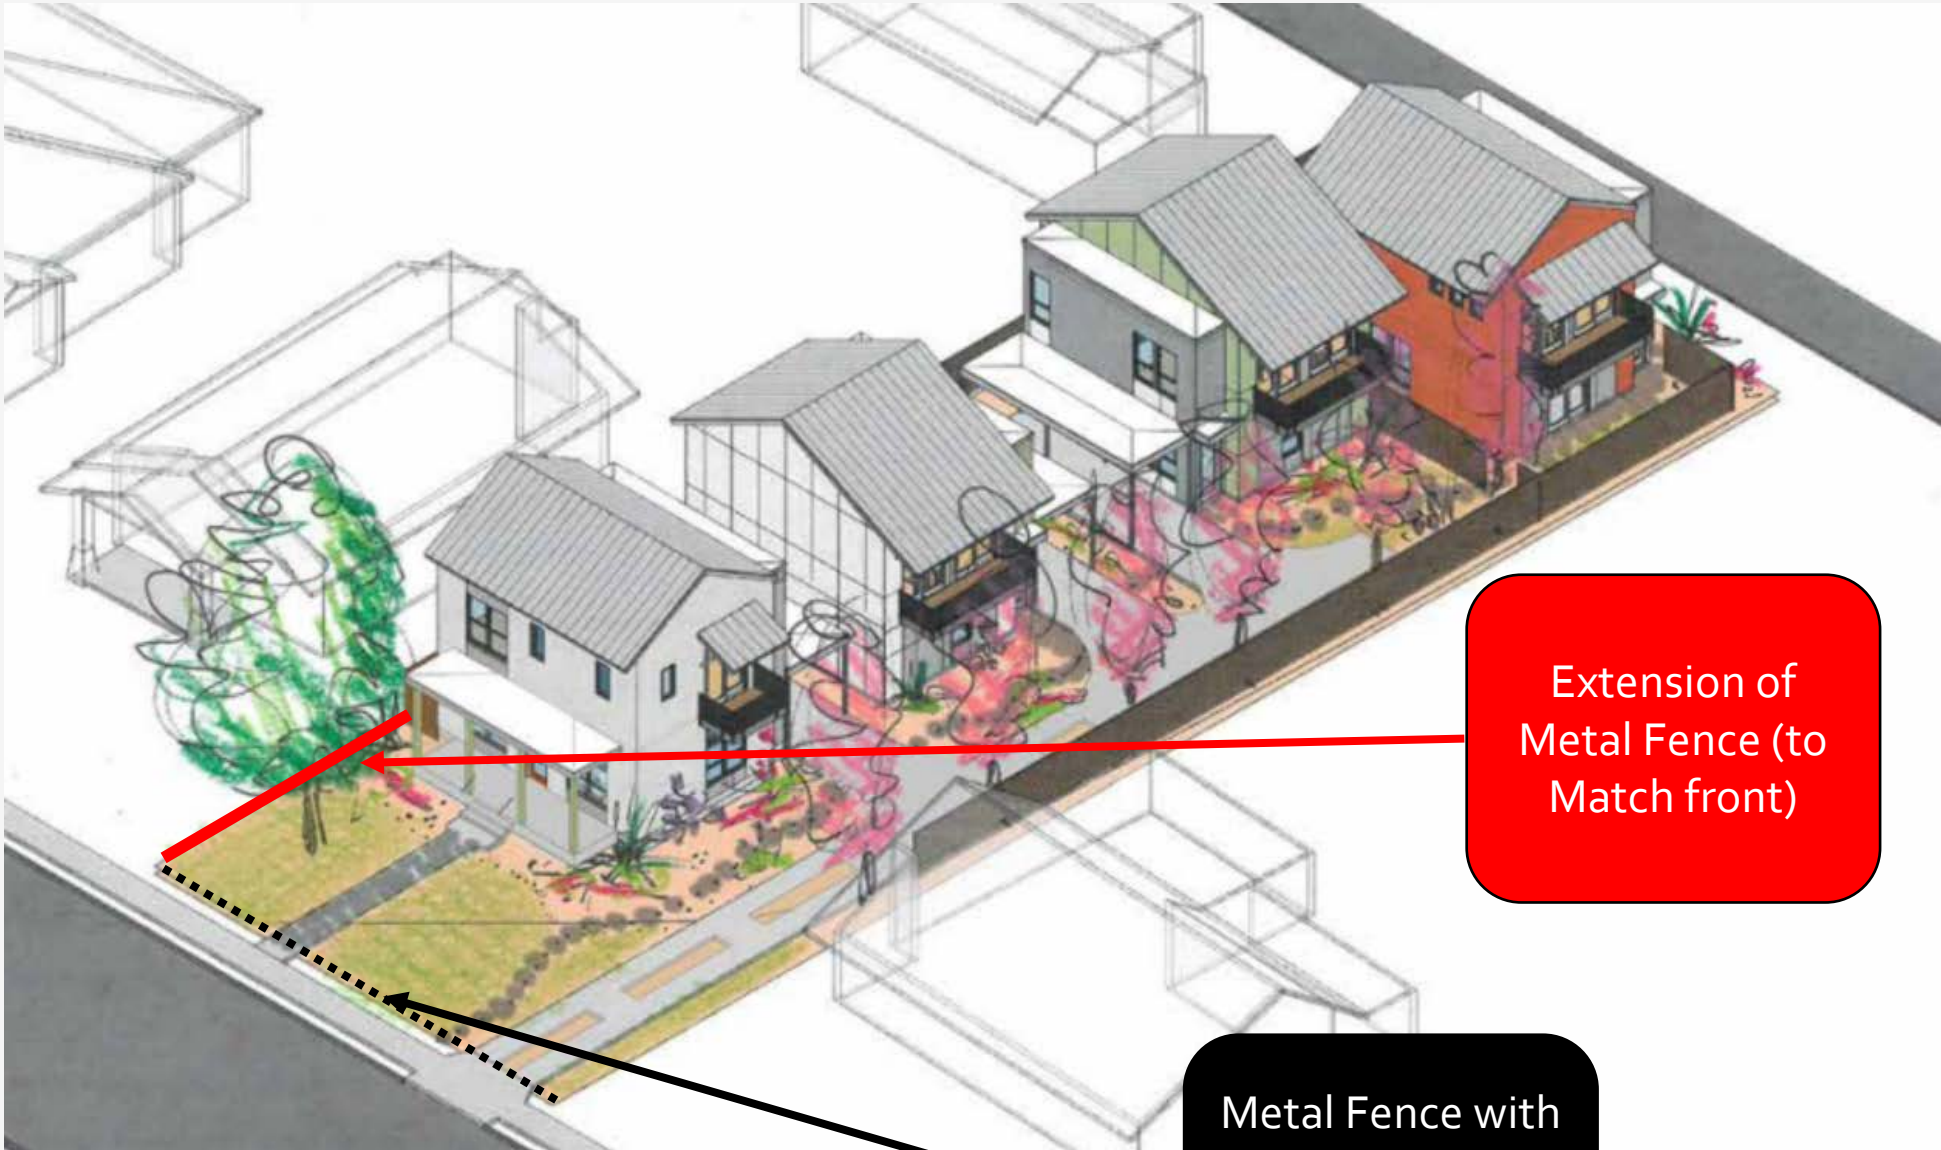 Extension of
Metal Fence (to
Match front)
Metal Fence with